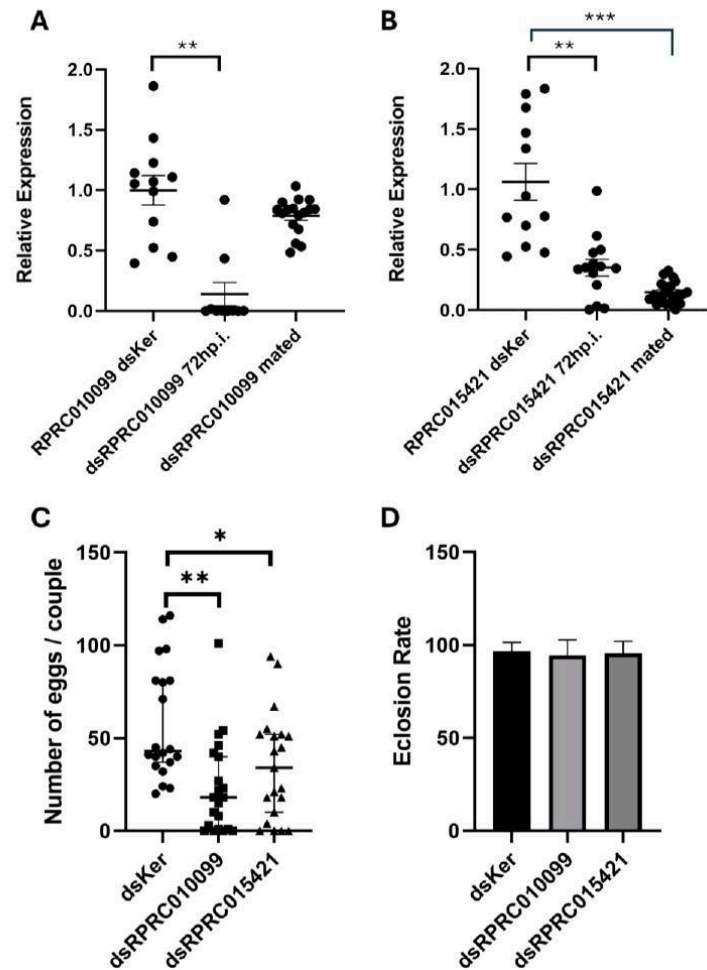 A
**
Relative Expression
2.0
1.5
1.0
0.5
0.0
RPRC010099 dsKer
dsRPRC010099 72hp.i.
dsRPRC010099 mated
B
***
**
Relative Expression
2.0
1.5
1.0
0.5
0.0
RPRC015421 dsKer
dsRPRC015421 72hp.i.
dsRPRC015421 mated
C
*
**
Number of eggs / couple
150
100
50
0
dsKer
dsRPRC010099
dsRPRC015421
D
Eclosion Rate
150
100
50
0
dsKer
dsRPRC010099
dsRPRC015421